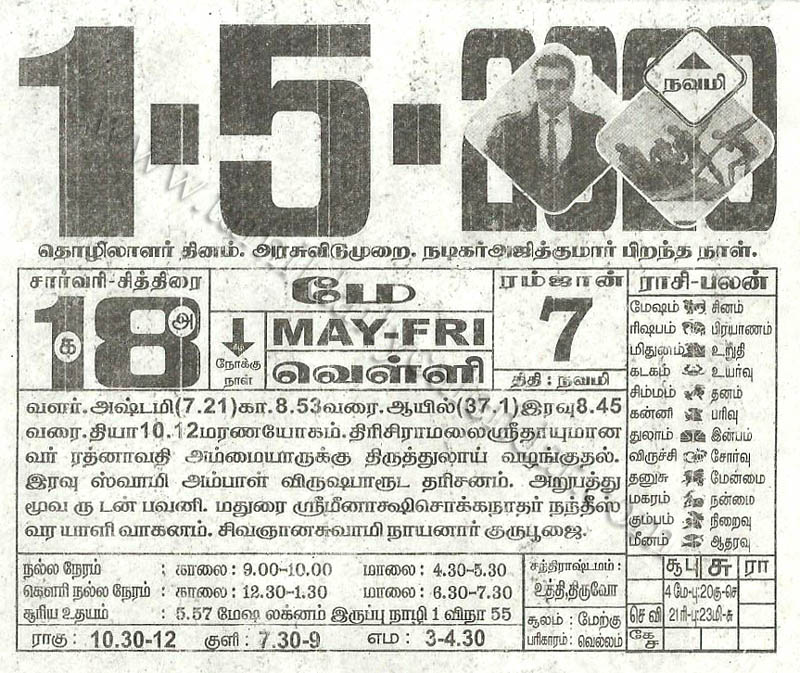 1-5-2020
நவமி
தொழிலாளர் தினம். அரசுவிடுமுறை. நடிகர்அஜித்குமார் பிறந்த நாள்.
சார்வரி-சித்திரை
18
க
அ
மே
கீழ்
நோக்கு
நாள்
MAY-FRI
வெள்ளி
ரம்ஜான்
7
திதி : நவமி
வளர்.அஷ்டமி(7.21)கா.8.53வரை.ஆயில்(37.1)இரவு8.45
வரை.தியா10.12மரணயோகம்.திரிசிராமலைஸ்ரீதாயுமான
வர் ரத்னாவதி அம்மையாருக்கு திருத்துலாய் வழங்குதல்.
இரவு ஸ்வாமி அம்பாள் விருஷபாரூட தரிசனம். அறுபத்து
மூவ ரு டன் பவனி. மதுரை ஸ்ரீமீனாக்ஷிசொக்கநாதர் நந்தீஸ்
வர யாளி வாகனம். சிவஞானசுவாமி நாயனார் குருபூஜை.
ராசி-பலன்
மேஷம் சினம்
ரிஷபம் பிரயாணம்
மிதுனம் உறுதி
கடகம் உயர்வு
சிம்மம் தனம்
கன்னி பரிவு
துலாம் இன்பம்
விருச்சி சோர்வு
தனுசு மேன்மை
மகரம் நன்மை
கும்பம் நிறைவு
மீனம் ஆதரவு
நல்ல நேரம் : காலை: 9.00-10.00 மாலை: 4.30-5.30
கௌரி நல்ல நேரம் : காலை: 12.30-1.30 மாலை: 6.30-7.30
சூரிய உதயம் : 5.57 மேஷ லக்னம் இருப்பு நாழி 1 விநா 55
ராகு : 10.30-12 குளி : 7.30-9 எம : 3-4.30
சந்திராஷ்டமம் :
உத்தி,திருவோ
சூலம் : மேற்கு
பரிகாரம் : வெல்லம்
சூ பு சு ரா
4 மே-பு 20கு-செ
செ வி 21ரி-பு 23மி-சு
கே